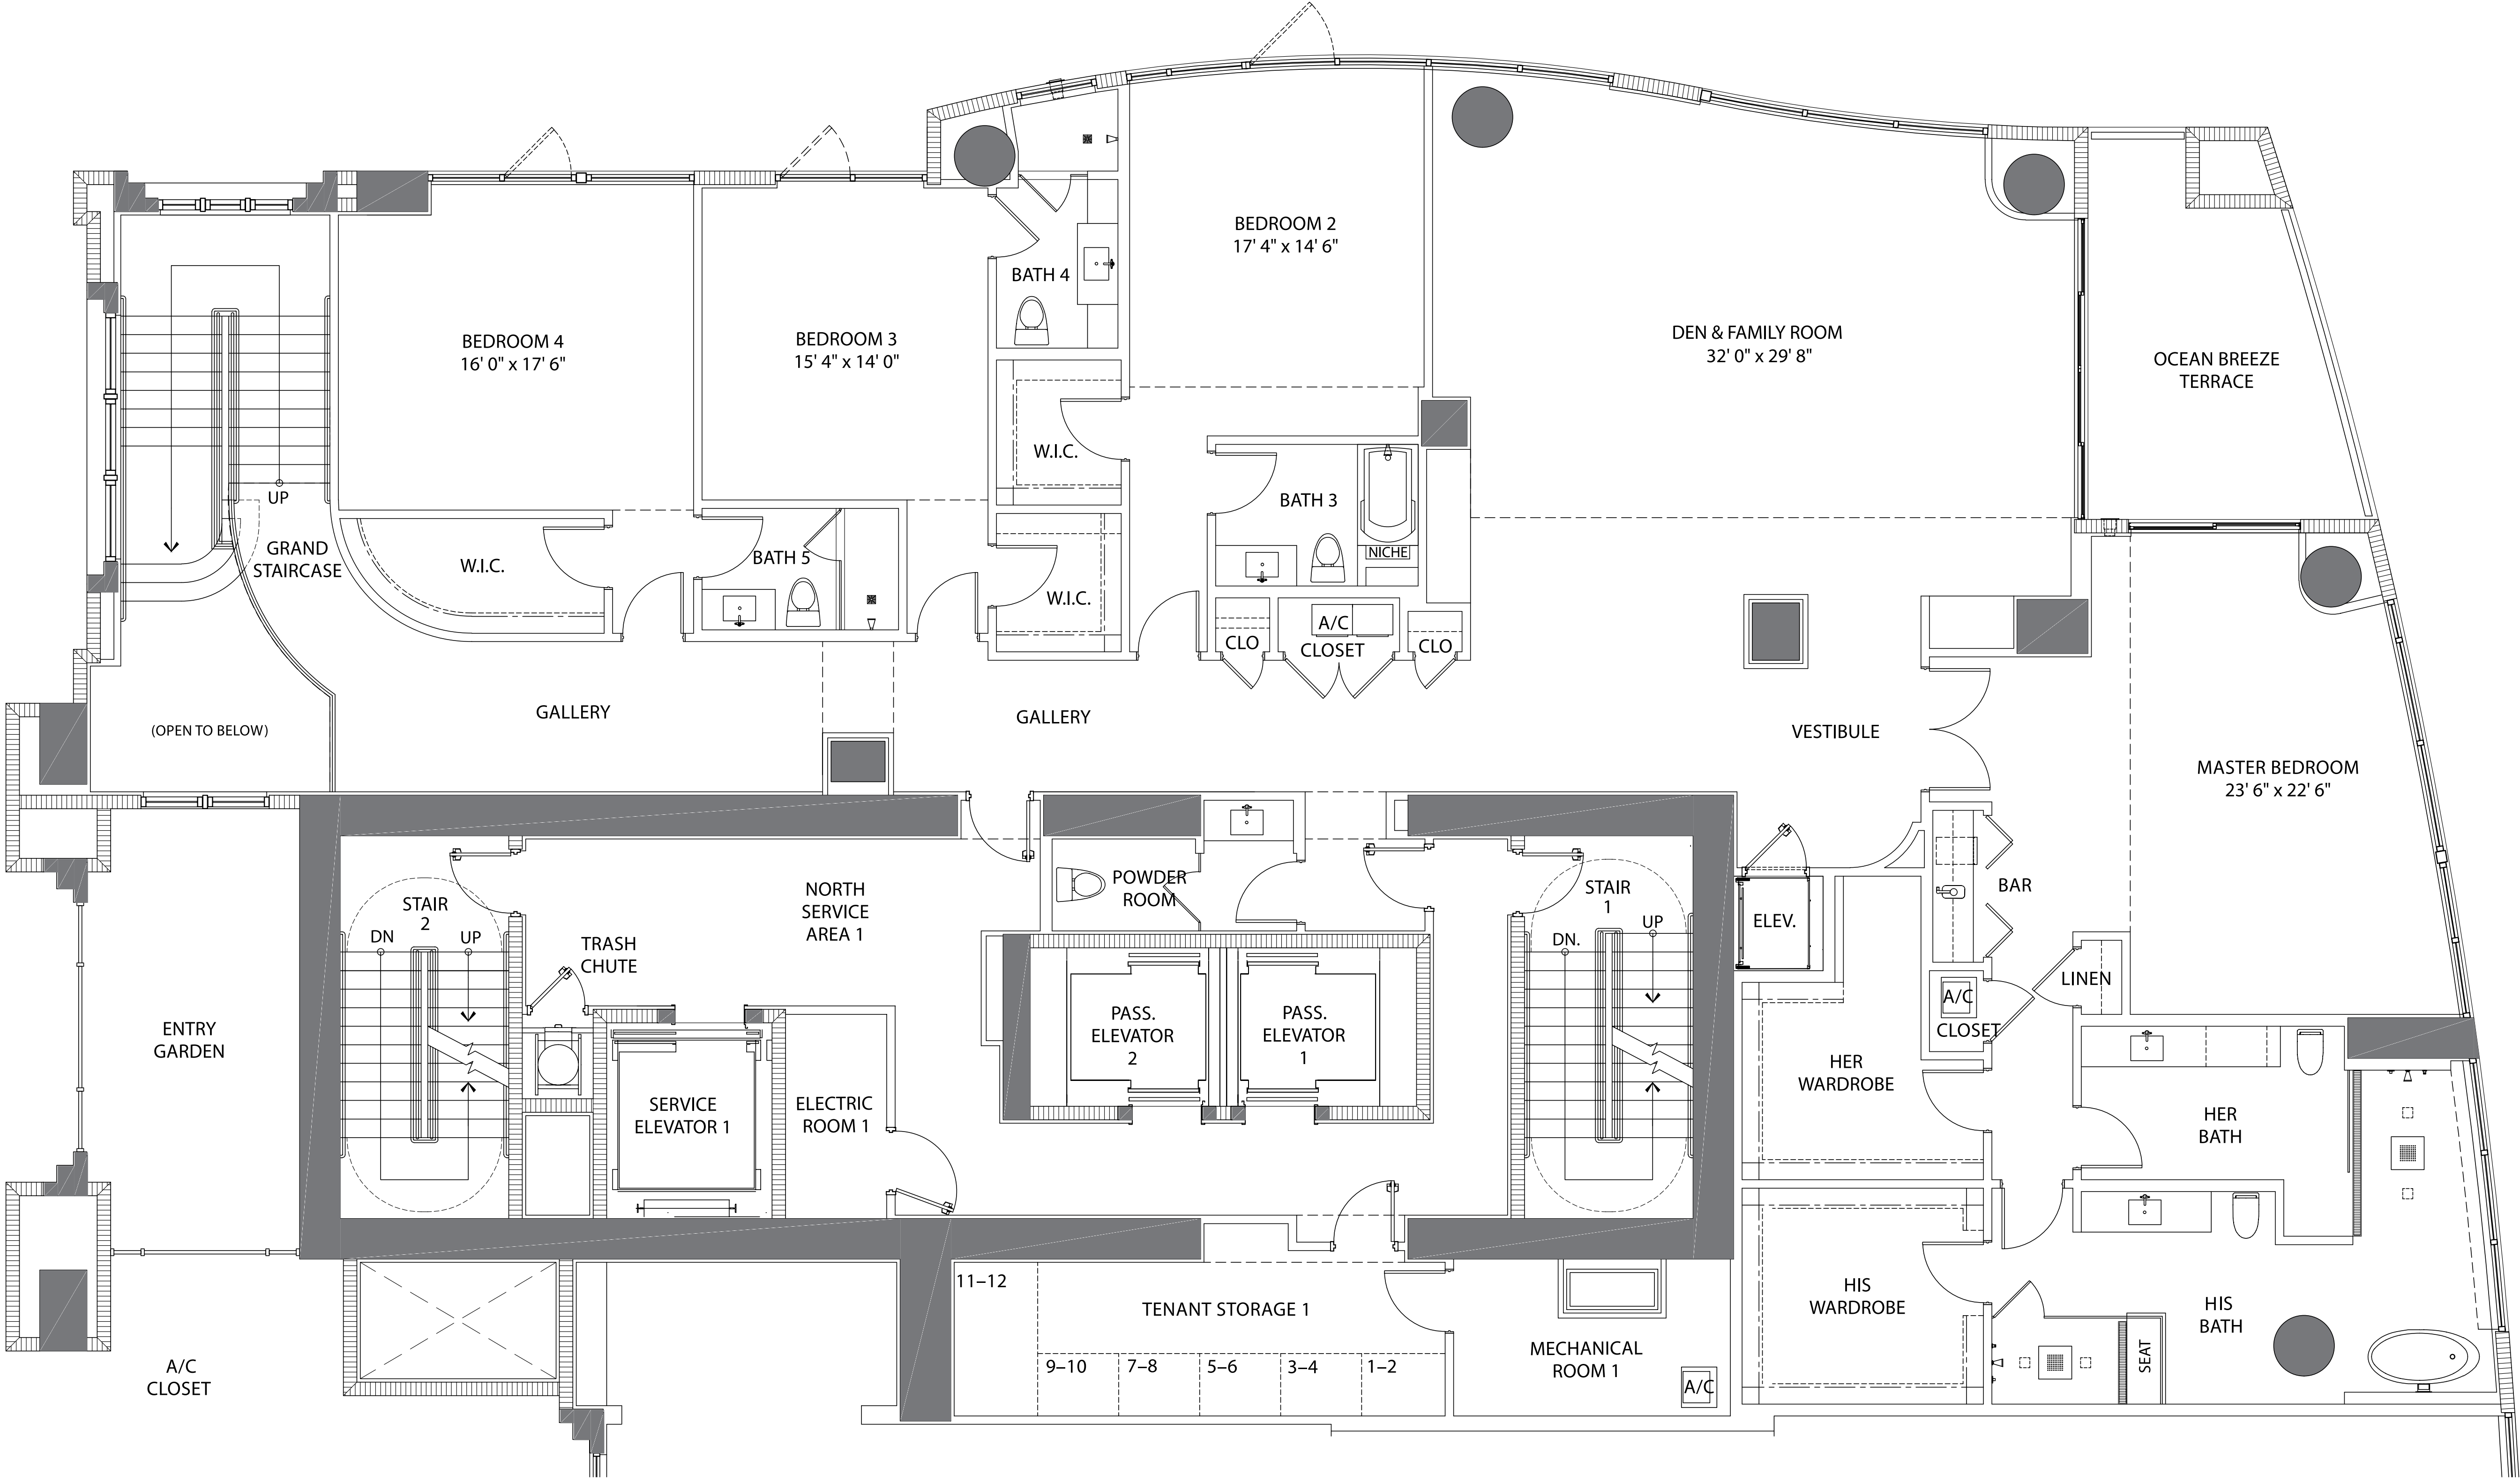 BEDROOM 2
17' 4" x 14' 6"
BATH 4
BEDROOM 4
16' 0" x 17' 6"
BEDROOM 3
15' 4" x 14' 0"
DEN & FAMILY ROOM
32' 0" x 29' 8"
OCEAN BREEZE
TERRACE
W.I.C.
UP
BATH 3
GRAND
STAIRCASE
W.I.C.
BATH 5
NICHE
W.I.C.
A/C
CLO
CLOSET
CLO
(OPEN TO BELOW)
GALLERY
GALLERY
VESTIBULE
MASTER BEDROOM
23' 6" x 22' 6"
STAIR
2
DN
UP
NORTH
SERVICE
AREA 1
TRASH
CHUTE
POWDER
ROOM
STAIR
1
UP
DN.
ELEV.
BAR
LINEN
A/C
CLOSET
ENTRY
GARDEN
PASS.
ELEVATOR
2
PASS.
ELEVATOR
1
HER
WARDROBE
SERVICE
ELEVATOR 1
ELECTRIC
ROOM 1
HER
BATH
11–12
TENANT STORAGE 1
HIS
WARDROBE
HIS
BATH
A/C
CLOSET
9–10
7–8
5–6
3–4
1–2
MECHANICAL
ROOM 1
A/C
SEAT